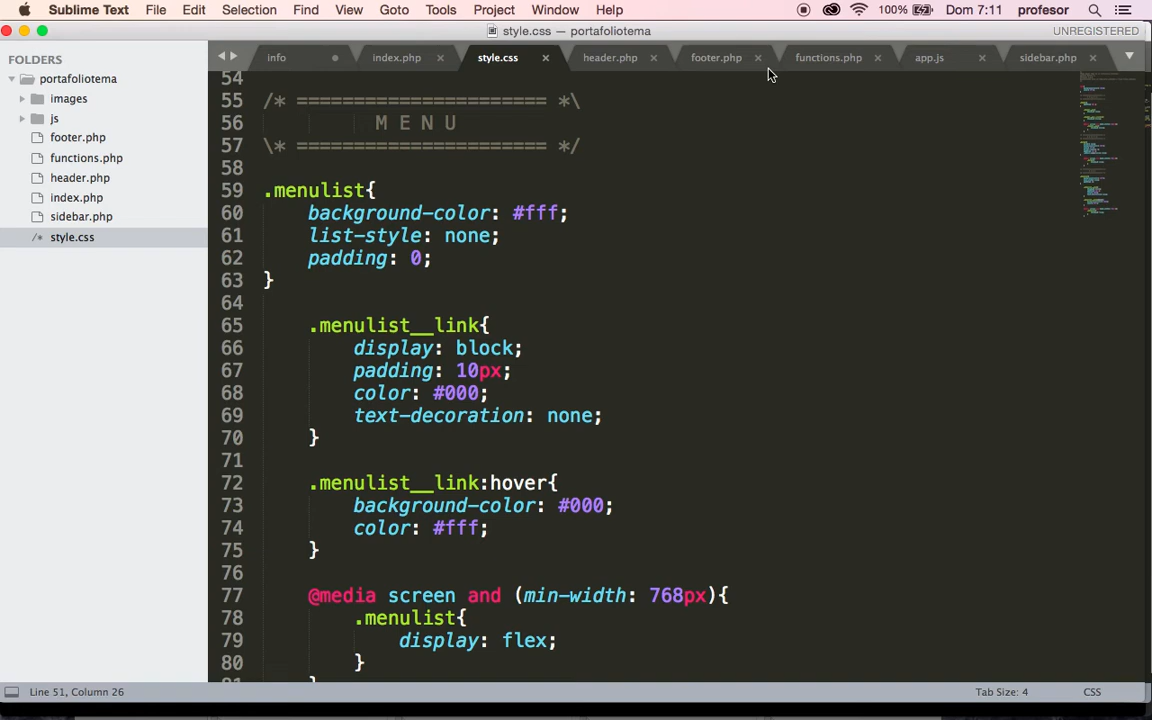 Sublime Text File Edit Selection Find View Goto Tools Project Window Help 100% Dom 7:11 profesor
style.css — portafoliotema UNREGISTERED
FOLDERS
portafoliotema
images
js
footer.php
functions.php
header.php
index.php
sidebar.php
/* style.css
info index.php style.css header.php footer.php functions.php app.js sidebar.php
54
55 /* ====================== *\
56 M E N U
57 \* ====================== */
58
59 .menulist{
60 background-color: #fff;
61 list-style: none;
62 padding: 0;
63 }
64
65 .menulist__link{
66 display: block;
67 padding: 10px;
68 color: #000;
69 text-decoration: none;
70 }
71
72 .menulist__link:hover{
73 background-color: #000;
74 color: #fff;
75 }
76
77 @media screen and (min-width: 768px){
78 .menulist{
79 display: flex;
80 }
Line 51, Column 26 Tab Size: 4 CSS